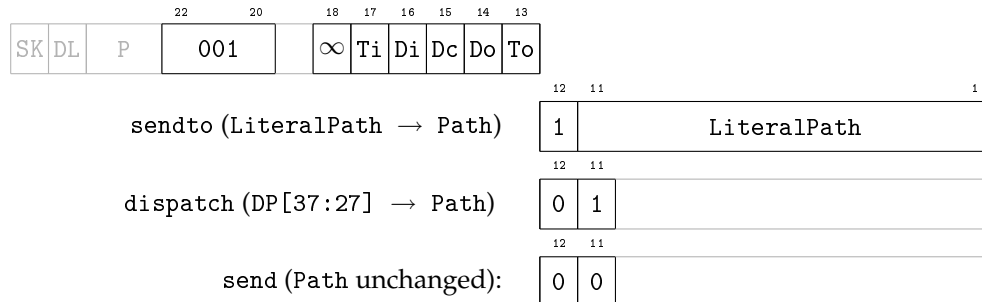 22 20 18 17 16 15 14 13
SK DL P 001 ∞ Ti Di Dc Do To
12 11 1
sendto (LiteralPath → Path) 1 LiteralPath
12 11
dispatch (DP[37:27] → Path) 0 1
12 11
send (Path unchanged): 0 0